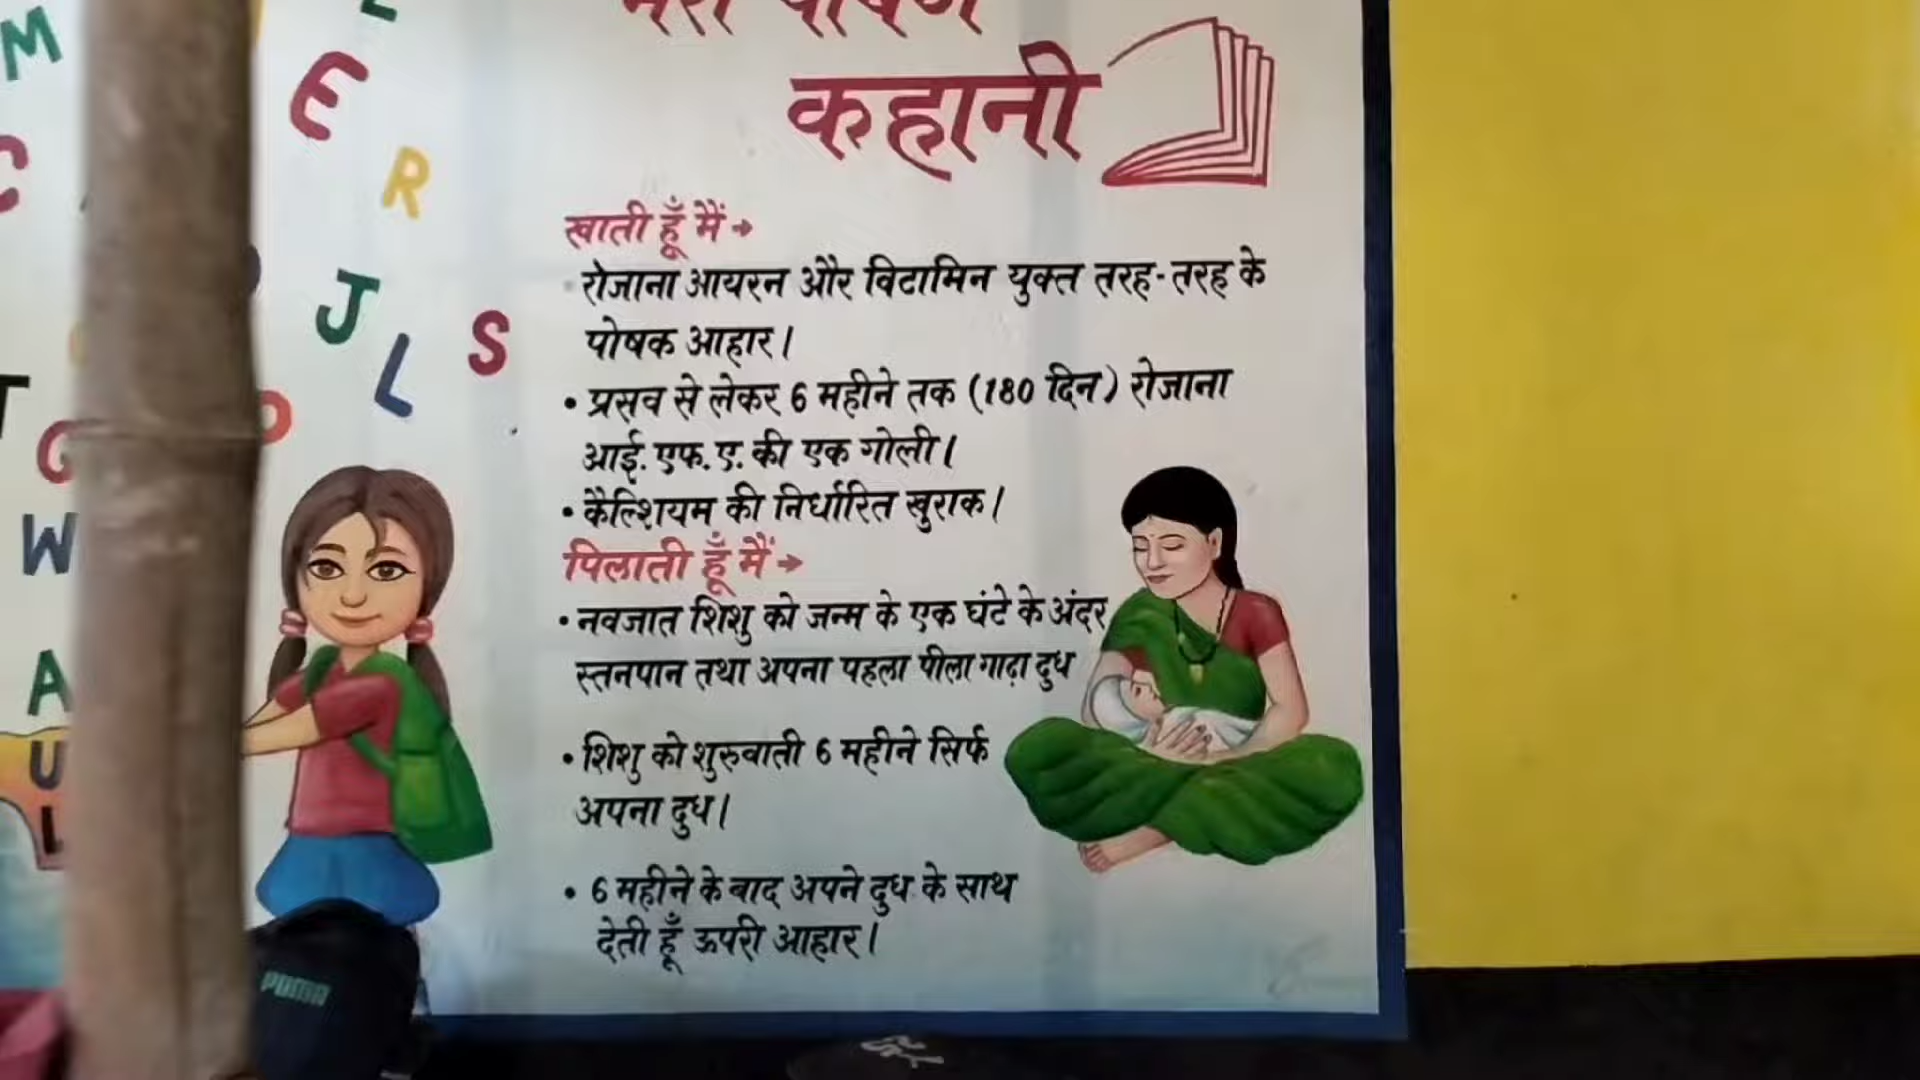 M
E
C
R
J
L
S
T
G
W
A
U
L
मेरी पोषण
कहानी
खाती हूँ मैं →
रोजाना आयरन और विटामिन युक्त तरह-तरह के
पोषक आहार।
• प्रसव से लेकर 6 महीने तक (180 दिन) रोजाना
आई. एफ. ए. की एक गोली।
• कैल्शियम की निर्धारित खुराक।
पिलाती हूँ मैं →
• नवजात शिशु को जन्म के एक घंटे के अंदर
स्तनपान तथा अपना पहला पीला गाढ़ा दुध
• शिशु को शुरुवाती 6 महीने सिर्फ
अपना दुध।
• 6 महीने के बाद अपने दुध के साथ
देती हूँ ऊपरी आहार।
PUMA